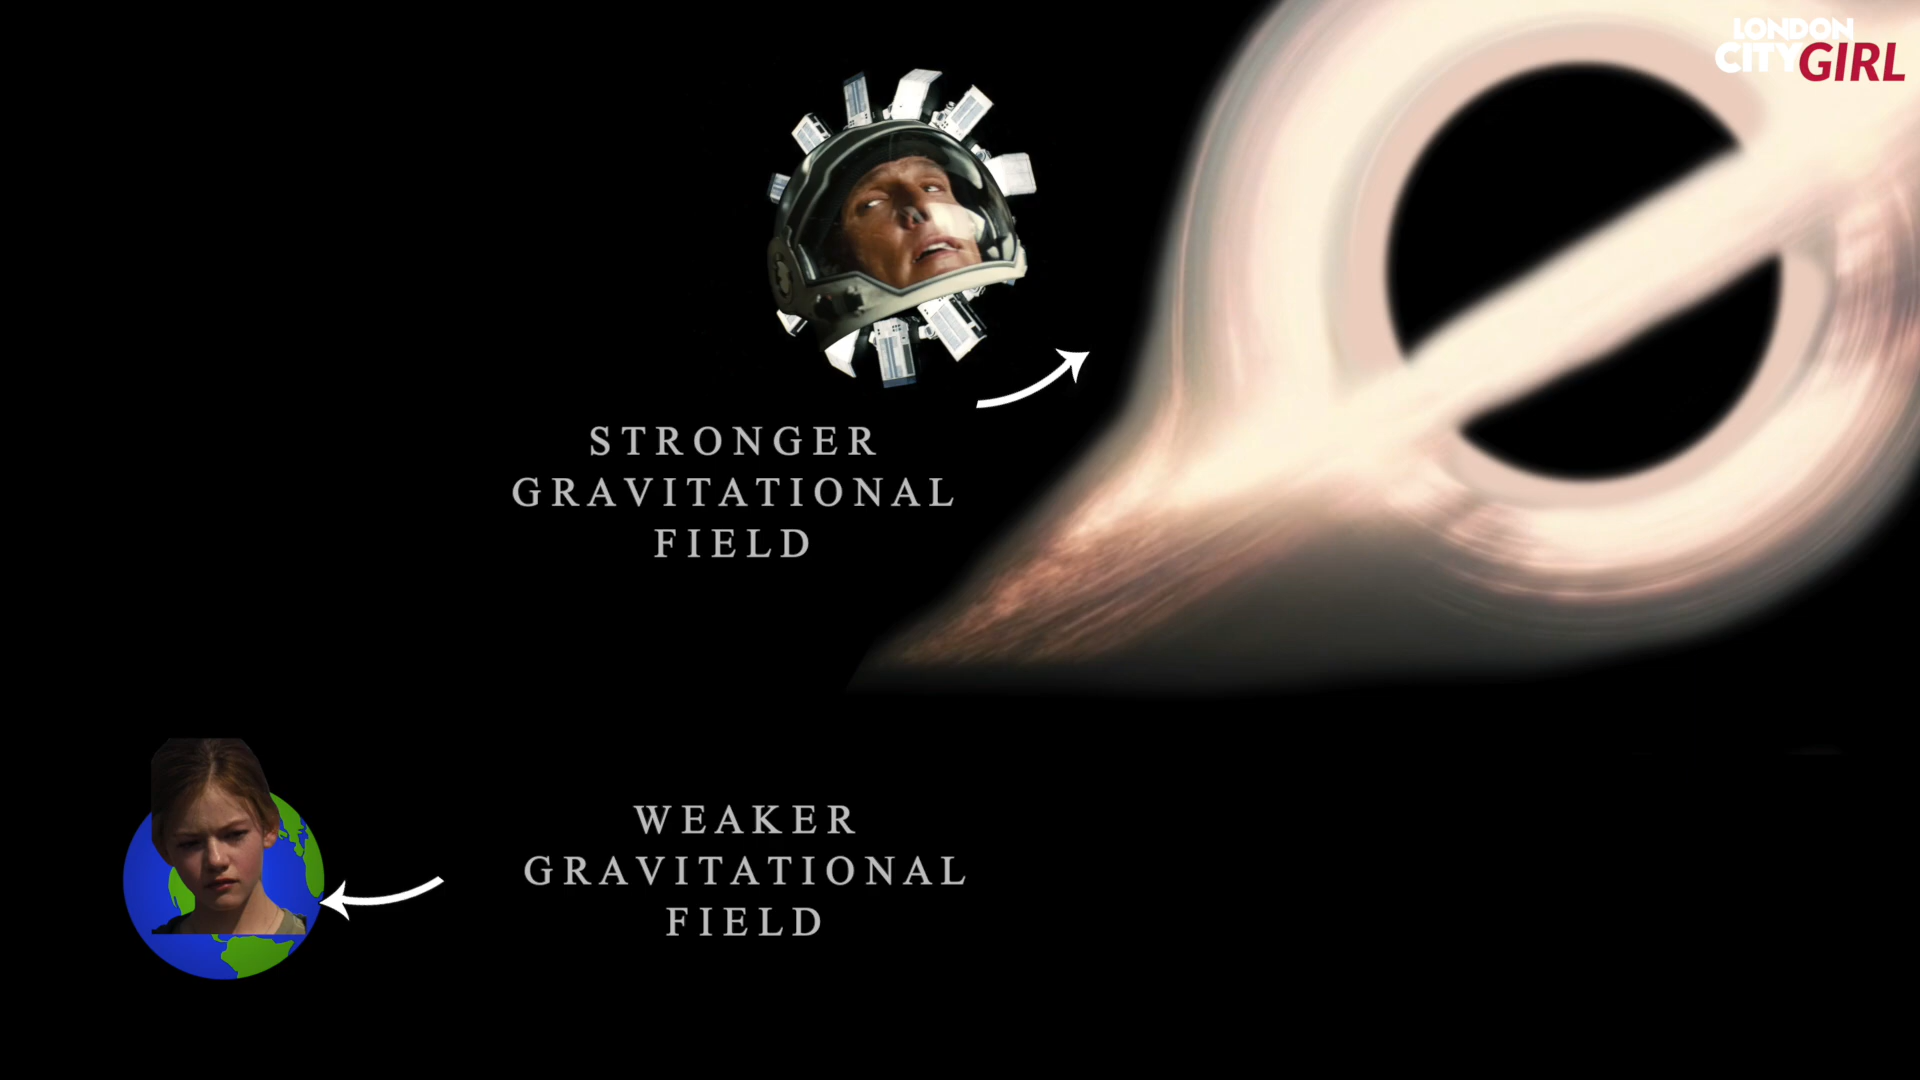 LONDON
CITY GIRL
STRONGER
GRAVITATIONAL
FIELD
WEAKER
GRAVITATIONAL
FIELD